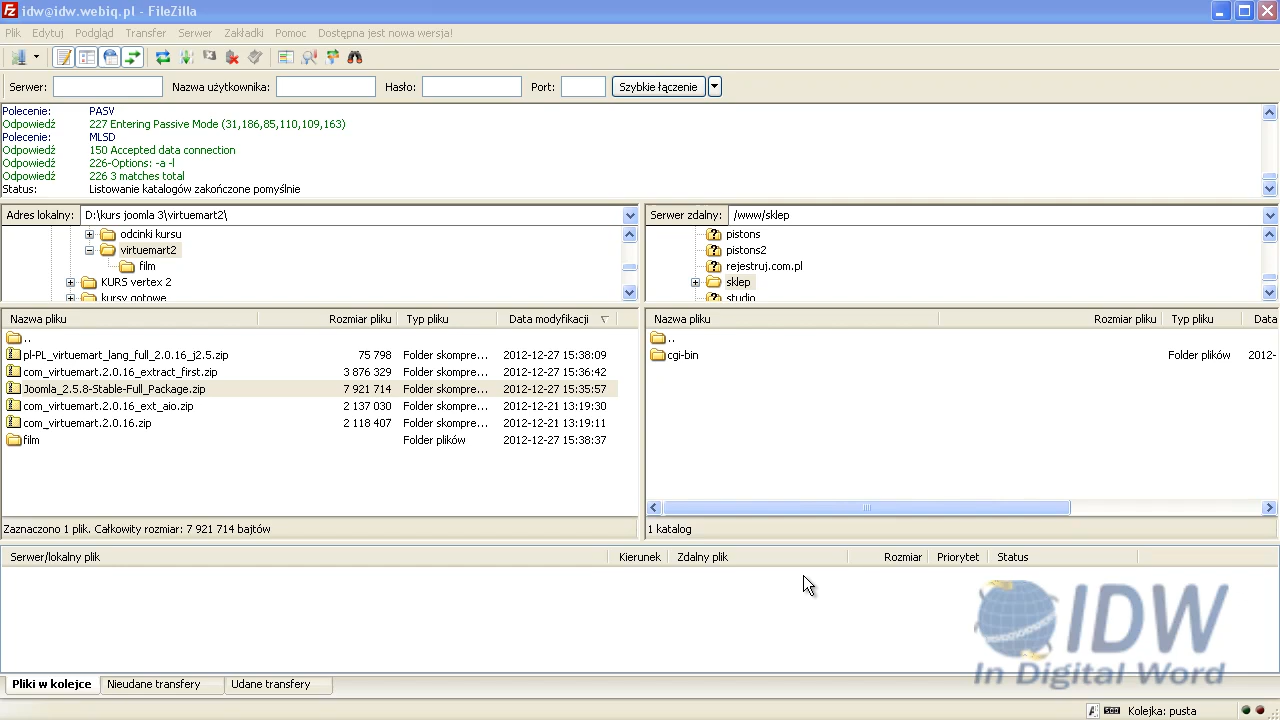 idw@idw.webiq.pl - FileZilla
Plik Edytuj Podgląd Transfer Serwer Zakładki Pomoc Dostępna jest nowa wersja!
Serwer: Nazwa użytkownika: Hasło: Port: Szybkie łączenie
Polecenie: PASV
Odpowiedź 227 Entering Passive Mode (31,186,85,110,109,163)
Polecenie: MLSD
Odpowiedź 150 Accepted data connection
Odpowiedź 226-Options: -a -l
Odpowiedź 226 3 matches total
Status: Listowanie katalogów zakończone pomyślnie
Adres lokalny: D:\kurs joomla 3\virtuemart2\
odcinki kursu
virtuemart2
film
KURS vertex 2
kursy gotowe
Serwer zdalny: /www/sklep
pistons
pistons2
rejestruj.com.pl
sklep
studio
Nazwa pliku Rozmiar pliku Typ pliku Data modyfikacji
..
pl-PL_virtuemart_lang_full_2.0.16_j2.5.zip 75 798 Folder skompre... 2012-12-27 15:38:09
com_virtuemart.2.0.16_extract_first.zip 3 876 329 Folder skompre... 2012-12-27 15:36:42
Joomla_2.5.8-Stable-Full_Package.zip 7 921 714 Folder skompre... 2012-12-27 15:35:57
com_virtuemart.2.0.16_ext_aio.zip 2 137 030 Folder skompre... 2012-12-21 13:19:30
com_virtuemart.2.0.16.zip 2 118 407 Folder skompre... 2012-12-21 13:19:11
film Folder plików 2012-12-27 15:38:37
Zaznaczono 1 plik. Całkowity rozmiar: 7 921 714 bajtów
Nazwa pliku Rozmiar pliku Typ pliku Data
..
cgi-bin Folder plików 2012-
1 katalog
Serwer/lokalny plik Kierunek Zdalny plik Rozmiar Priorytet Status
IDW
In Digital Word
Pliki w kolejce Nieudane transfery Udane transfery
Kolejka: pusta